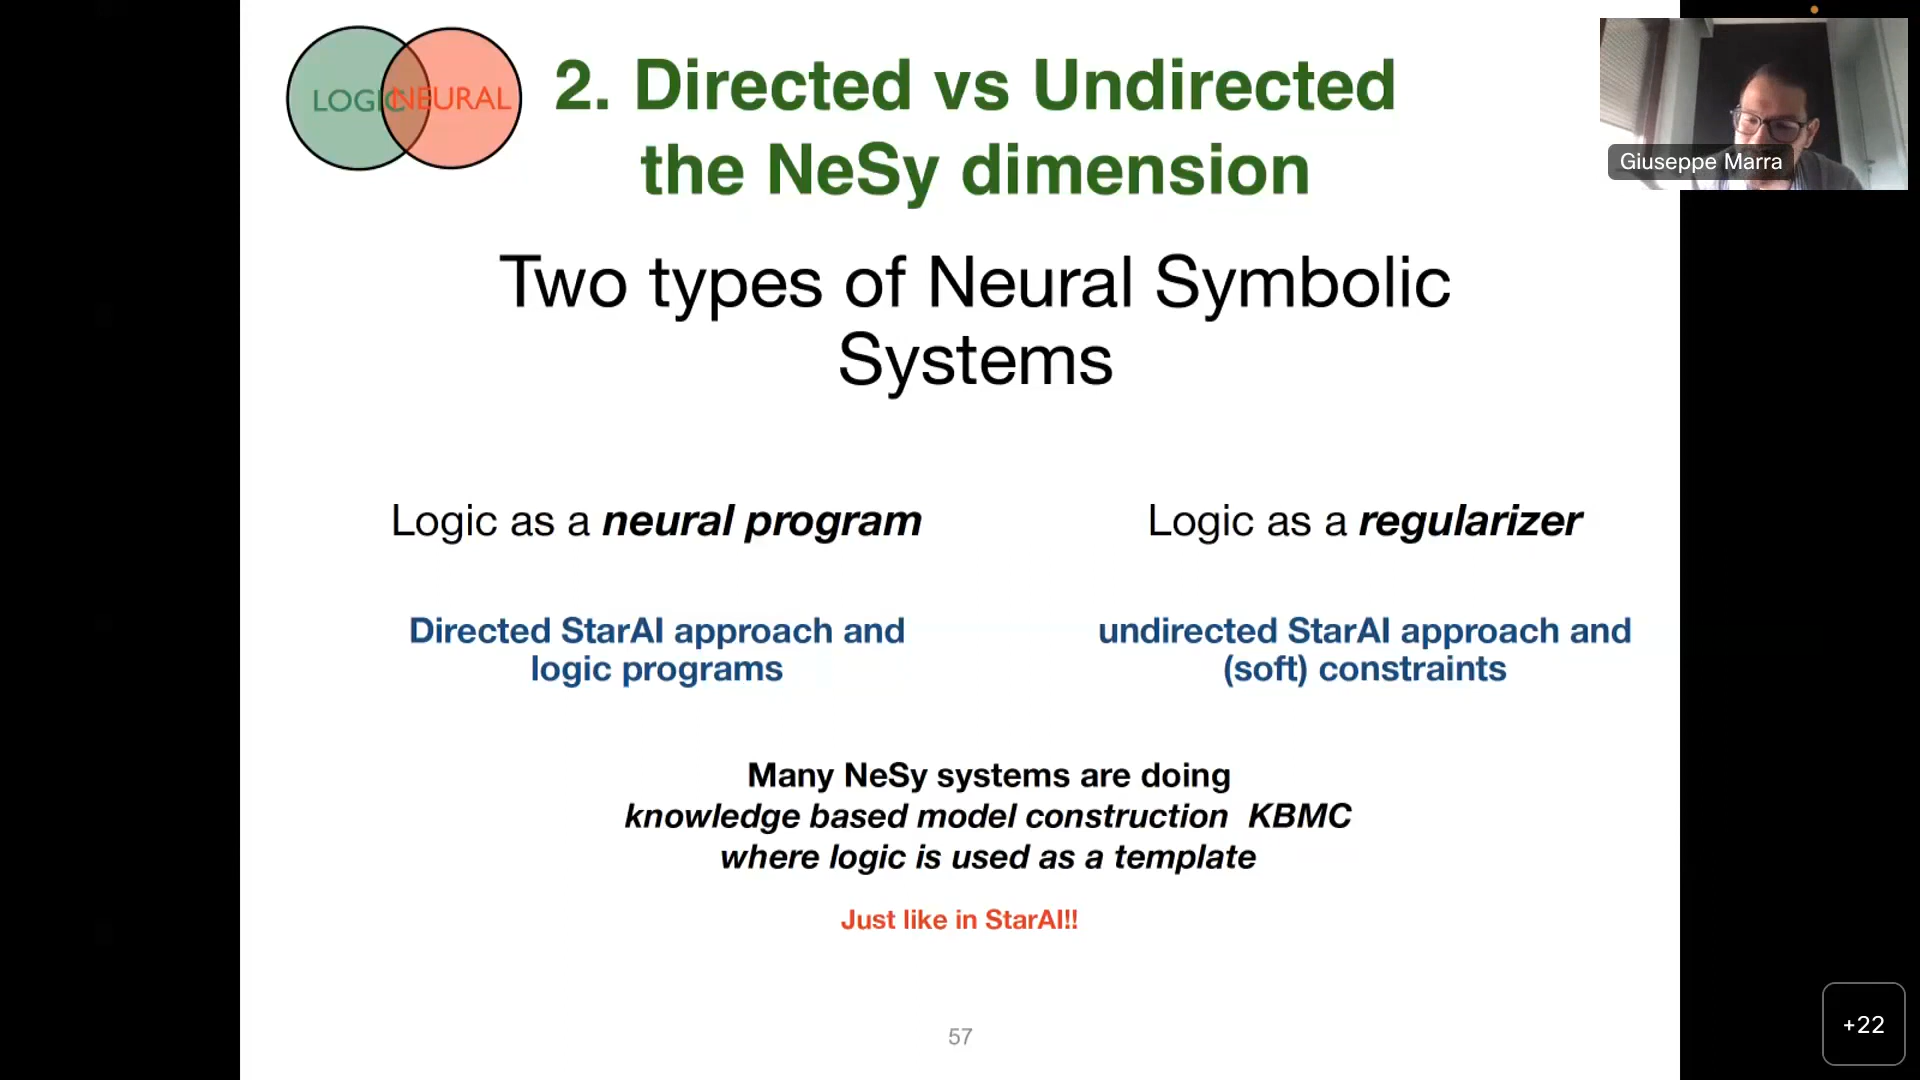 LOGIC NEURAL
2. Directed vs Undirected
the NeSy dimension
Giuseppe Marra
Two types of Neural Symbolic
Systems
Logic as a neural program
Logic as a regularizer
Directed StarAI approach and
logic programs
undirected StarAI approach and
(soft) constraints
Many NeSy systems are doing
knowledge based model construction KBMC
where logic is used as a template
Just like in StarAI!!
57
+22